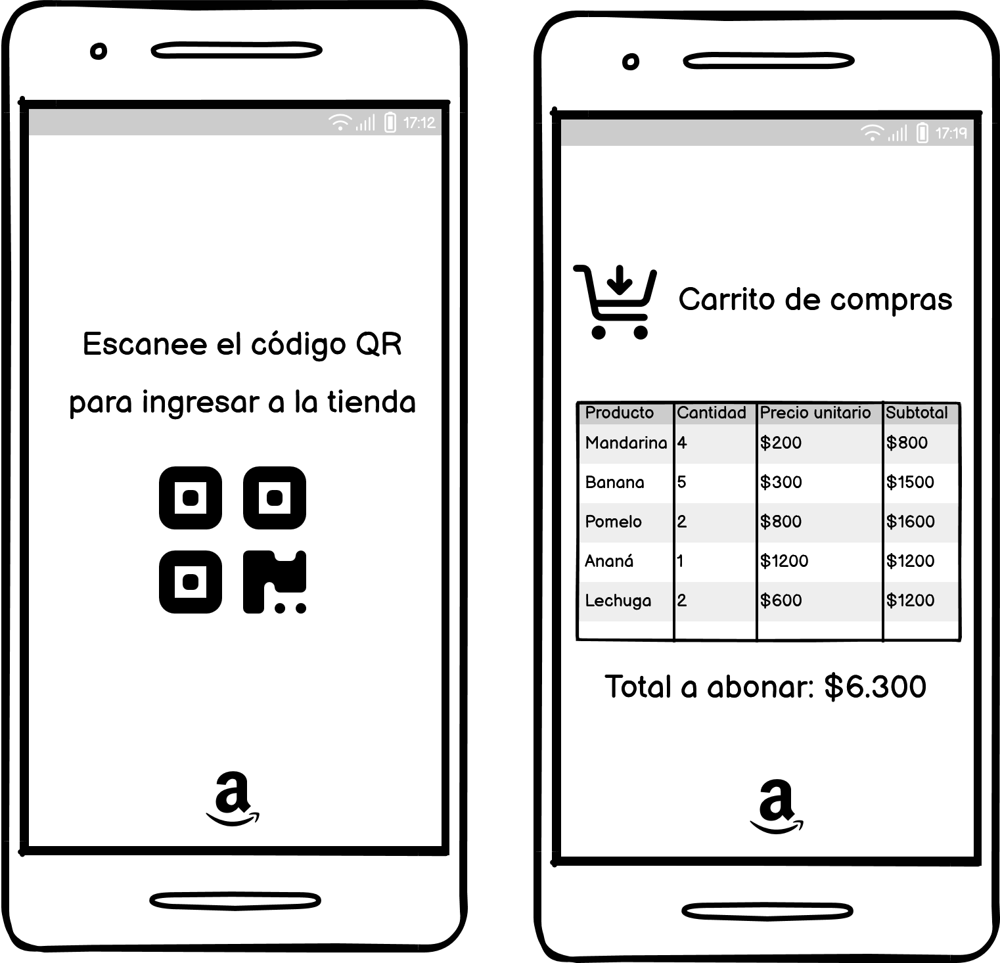 17:12
Escanee el código QR
para ingresar a la tienda
a
17:19
Carrito de compras
Producto Cantidad Precio unitario Subtotal
Mandarina 4 $200 $800
Banana 5 $300 $1500
Pomelo 2 $800 $1600
Ananá 1 $1200 $1200
Lechuga 2 $600 $1200
Total a abonar: $6.300
a